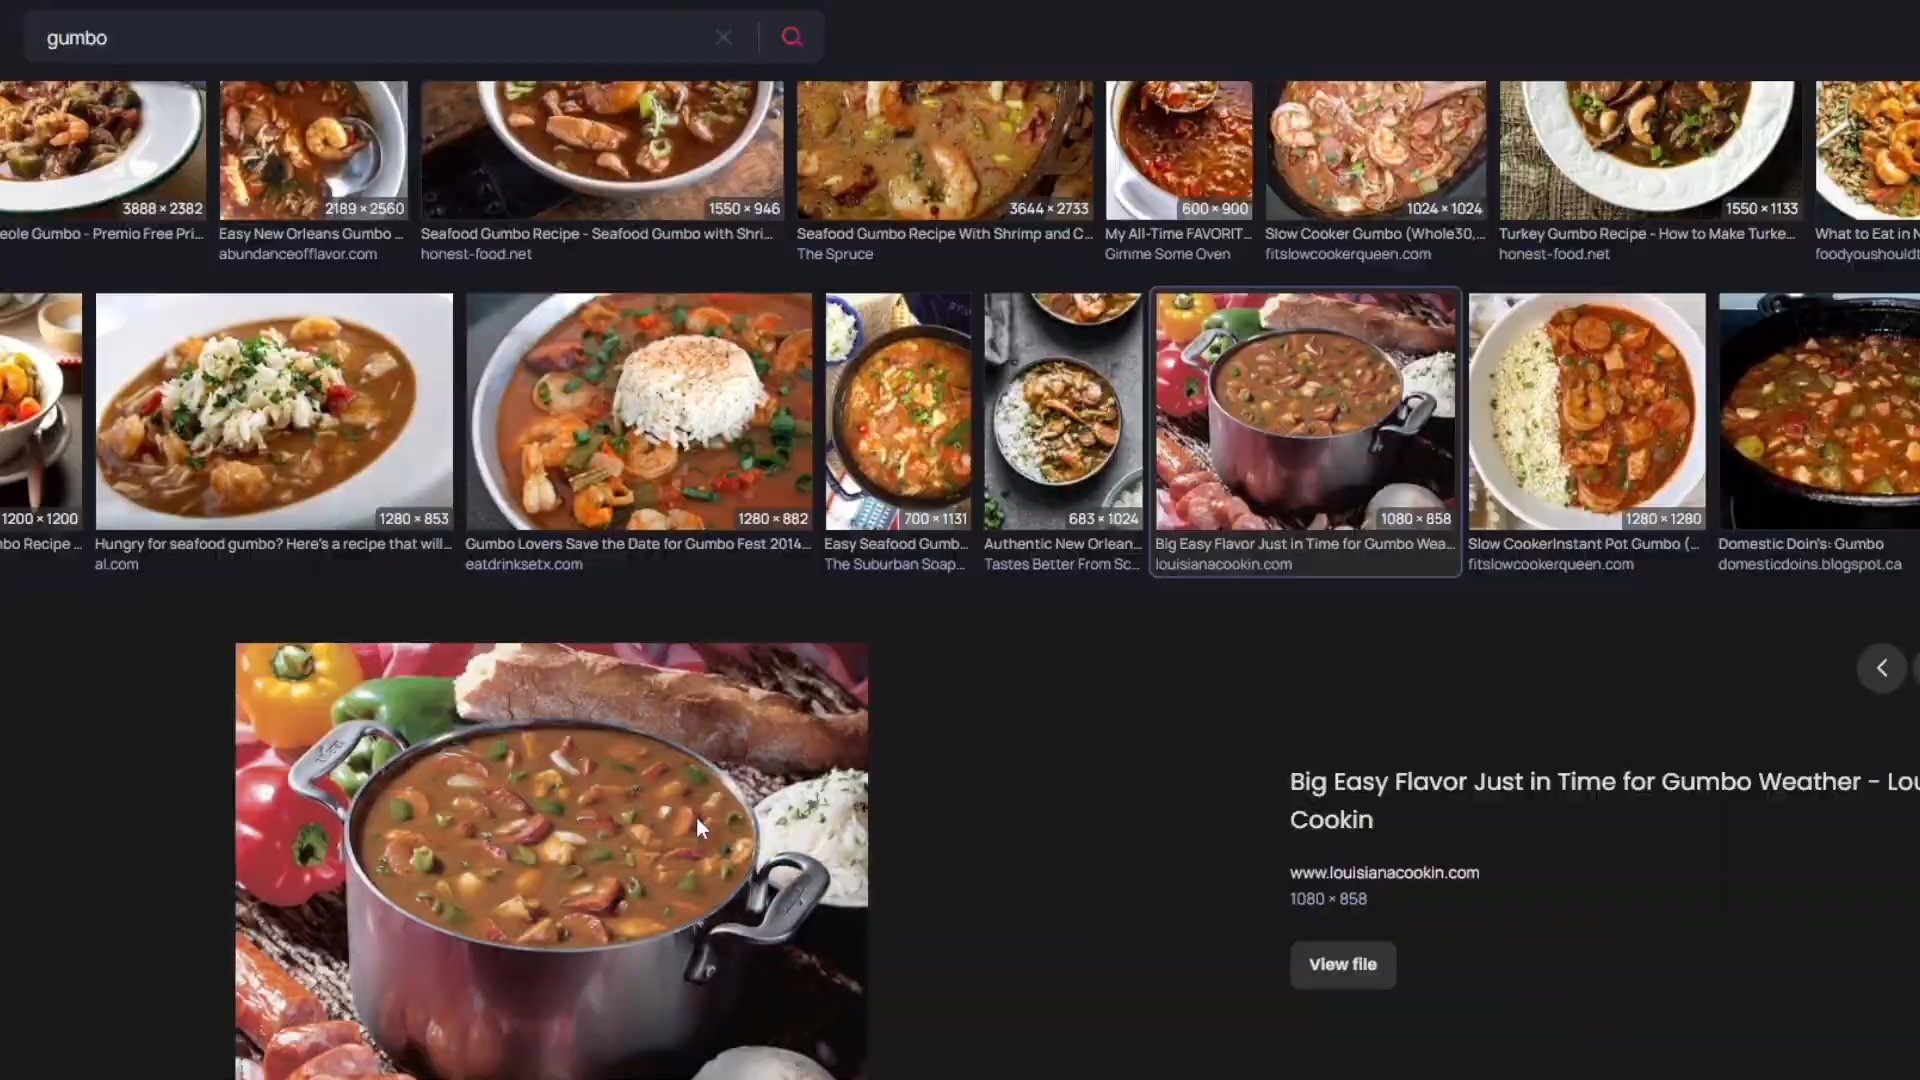 gumbo
3888 × 2382
2189 × 2560
1550 × 946
3644 × 2733
600 × 900
1024 × 1024
1550 × 1133
eole Gumbo - Premio Free Pri...
Easy New Orleans Gumbo ...
Seafood Gumbo Recipe - Seafood Gumbo with Shri...
Seafood Gumbo Recipe With Shrimp and C...
My All-Time FAVORIT...
Slow Cooker Gumbo (Whole30,...
Turkey Gumbo Recipe - How to Make Turke...
What to Eat in N
abundanceofflavor.com
honest-food.net
The Spruce
Gimme Some Oven
fitslowcookerqueen.com
honest-food.net
foodyoushouldt
1200 × 1200
1280 × 853
1280 × 882
700 × 1131
683 × 1024
1080 × 858
1280 × 1280
nbo Recipe ...
Hungry for seafood gumbo? Here's a recipe that will...
Gumbo Lovers Save the Date for Gumbo Fest 2014...
Easy Seafood Gumb...
Authentic New Orlean...
Big Easy Flavor Just in Time for Gumbo Wea...
Slow CookerInstant Pot Gumbo (...
Domestic Doin's: Gumbo
al.com
eatdrinksetx.com
The Suburban Soap...
Tastes Better From Sc...
louisianacookin.com
fitslowcookerqueen.com
domesticdoins.blogspot.ca
Big Easy Flavor Just in Time for Gumbo Weather - Lou
Cookin
www.louisianacookin.com
1080 × 858
View file